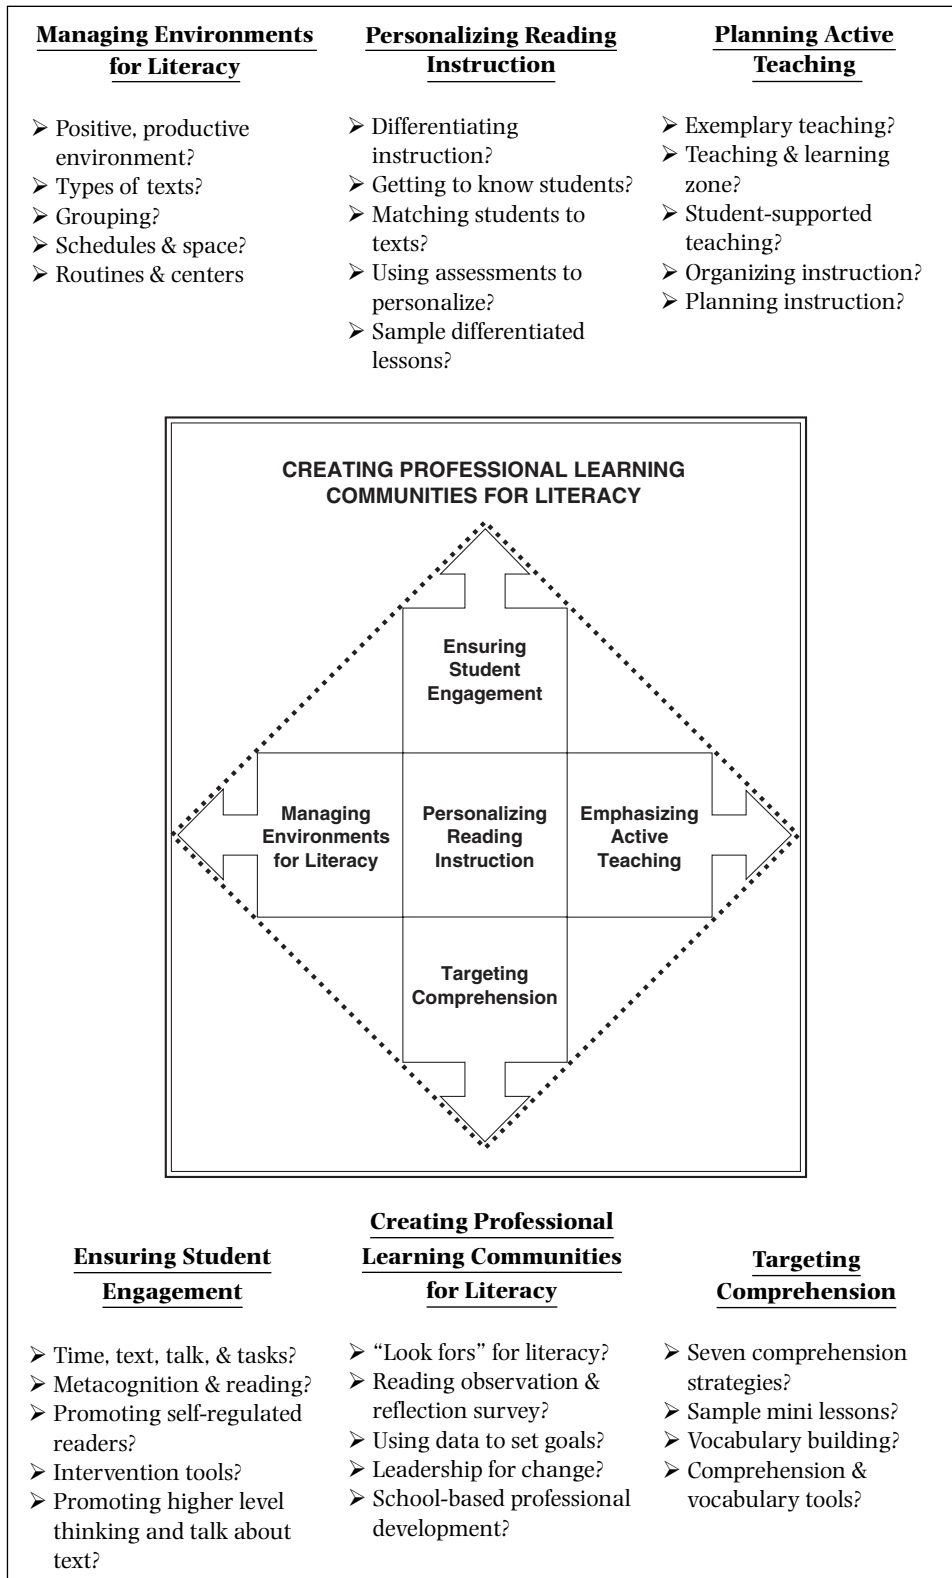 Managing Environments
for Literacy
➢ Positive, productive
environment?
➢ Types of texts?
➢ Grouping?
➢ Schedules & space?
➢ Routines & centers
Personalizing Reading
Instruction
➢ Differentiating
instruction?
➢ Getting to know students?
➢ Matching students to
texts?
➢ Using assessments to
personalize?
➢ Sample differentiated
lessons?
Planning Active
Teaching
➢ Exemplary teaching?
➢ Teaching & learning
zone?
➢ Student-supported
teaching?
➢ Organizing instruction?
➢ Planning instruction?
CREATING PROFESSIONAL LEARNING
COMMUNITIES FOR LITERACY
Ensuring
Student
Engagement
Managing
Environments
for Literacy
Personalizing
Reading
Instruction
Emphasizing
Active
Teaching
Targeting
Comprehension
Ensuring Student
Engagement
➢ Time, text, talk, & tasks?
➢ Metacognition & reading?
➢ Promoting self-regulated
readers?
➢ Intervention tools?
➢ Promoting higher level
thinking and talk about
text?
Creating Professional
Learning Communities
for Literacy
➢ “Look fors” for literacy?
➢ Reading observation &
reflection survey?
➢ Using data to set goals?
➢ Leadership for change?
➢ School-based professional
development?
Targeting
Comprehension
➢ Seven comprehension
strategies?
➢ Sample mini lessons?
➢ Vocabulary building?
➢ Comprehension &
vocabulary tools?